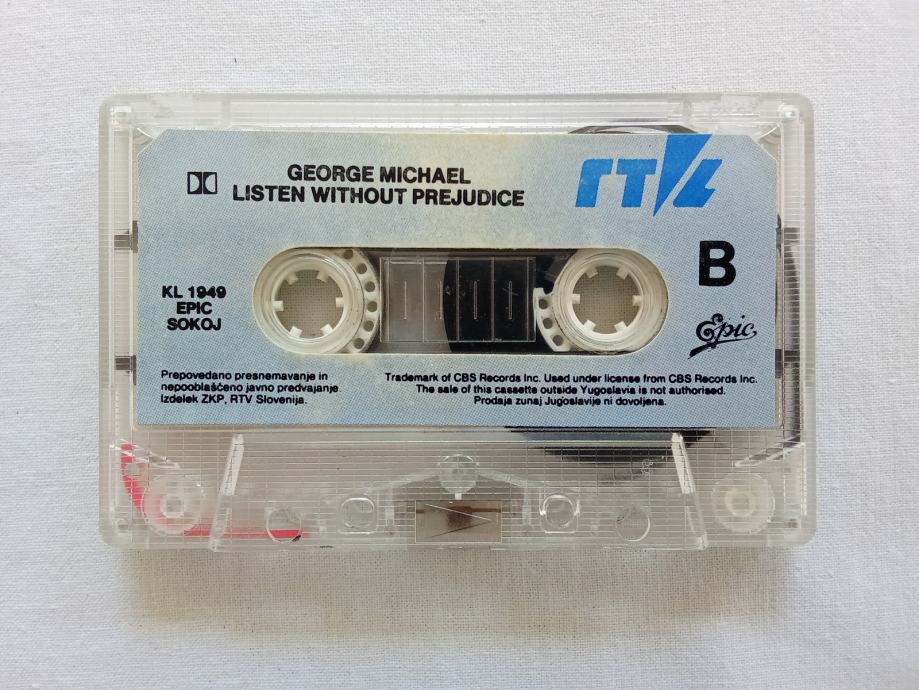 GEORGE MICHAEL
LISTEN WITHOUT PREJUDICE
rTVL
B
KL 1949
EPIC
SOKOJ
Epic
Prepovedano presnemavanje in
nepooblaščeno javno predvajanje.
Izdelek ZKP, RTV Slovenija.
Trademark of CBS Records Inc. Used under license from CBS Records Inc.
The sale of this cassette outside Yugoslavia is not authorised.
Prodaja zunaj Jugoslavije ni dovoljena.